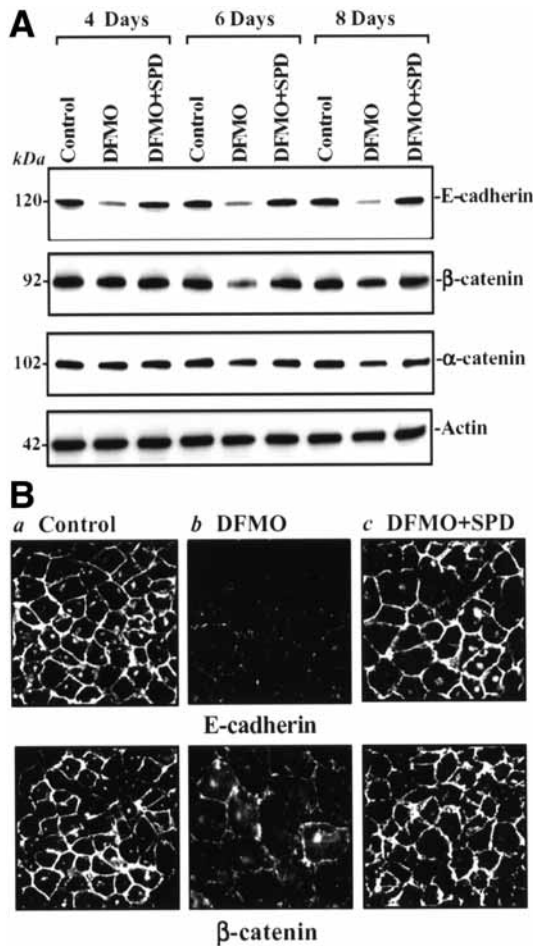 A
4 Days 6 Days 8 Days
Control DFMO DFMO+SPD Control DFMO DFMO+SPD Control DFMO DFMO+SPD
kDa
120 -E-cadherin
92 -β-catenin
102 -α-catenin
42 -Actin
B
a Control b DFMO c DFMO+SPD
E-cadherin
β-catenin